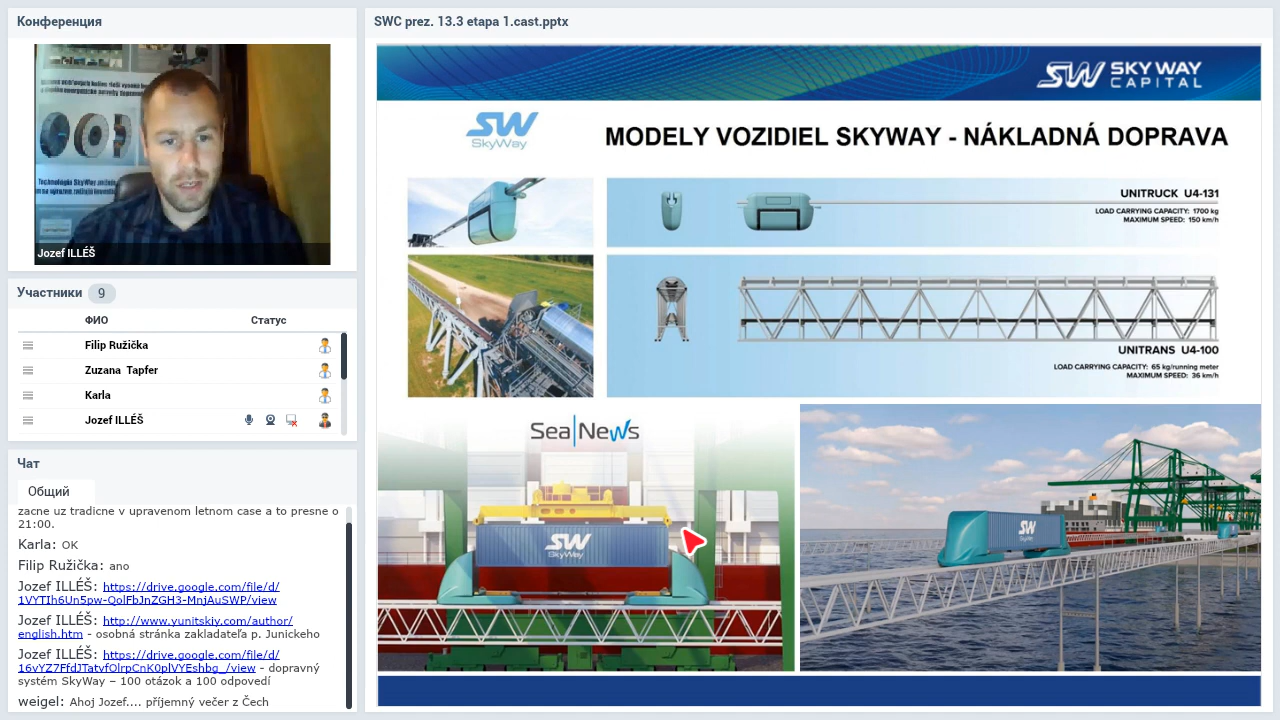 Конференция
Jozef ILLÉŠ
Участники 9
ФИО Статус
Filip Ružička
Zuzana Tapfer
Karla
Jozef ILLÉŠ
Чат
Общий
zacne uz tradicne v upravenom letnom case a to presne o
21:00.
Karla: OK
Filip Ružička: ano
Jozef ILLÉŠ: https://drive.google.com/file/d/
1VYTIh6Un5pw-QolFbJnZGH3-MnjAuSWP/view
Jozef ILLÉŠ: http://www.yunitskiy.com/author/
english.htm - osobná stránka zakladateľa p. Junickeho
Jozef ILLÉŠ: https://drive.google.com/file/d/
16vYZ7FfdJTatvfOlrpCnK0plVYEshbg_/view - dopravný
systém SkyWay – 100 otázok a 100 odpovedí
weigel: Ahoj Jozef.... příjemný večer z Čech
SWC prez. 13.3 etapa 1.cast.pptx
SW SKY WAY
CAPITAL
SW
SkyWay
MODELY VOZIDIEL SKYWAY - NÁKLADNÁ DOPRAVA
UNITRUCK U4-131
LOAD CARRYING CAPACITY: 1700 kg
MAXIMUM SPEED: 150 km/h
UNITRANS U4-100
LOAD CARRYING CAPACITY: 65 kg/running meter
MAXIMUM SPEED: 36 km/h
Sea|News
SW
SkyWay
SW
SkyWay